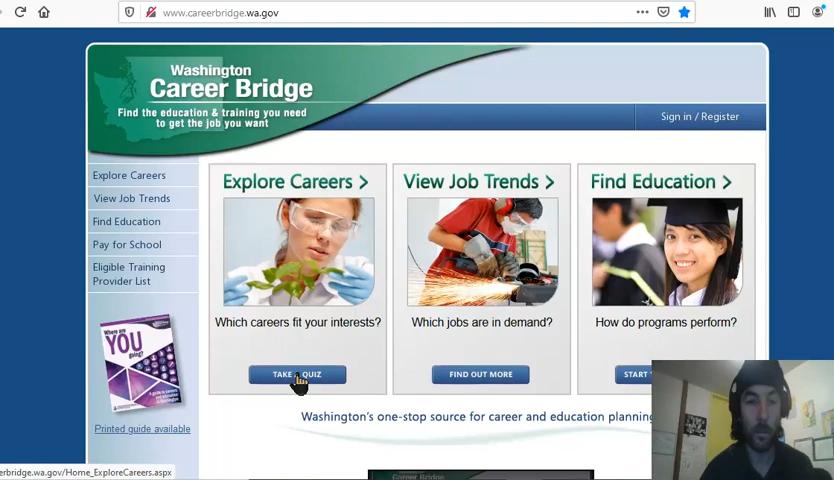 www.careerbridge.wa.gov
Washington
Career Bridge
Find the education & training you need
to get the job you want
Sign in / Register
Explore Careers
View Job Trends
Find Education
Pay for School
Eligible Training
Provider List
Where are
YOU
going?
Printed guide available
Explore Careers >
Which careers fit your interests?
TAKE QUIZ
View Job Trends >
Which jobs are in demand?
FIND OUT MORE
Find Education >
How do programs perform?
START
Washington's one-stop source for career and education planning
erbridge.wa.gov/Home_ExploreCareers.aspx